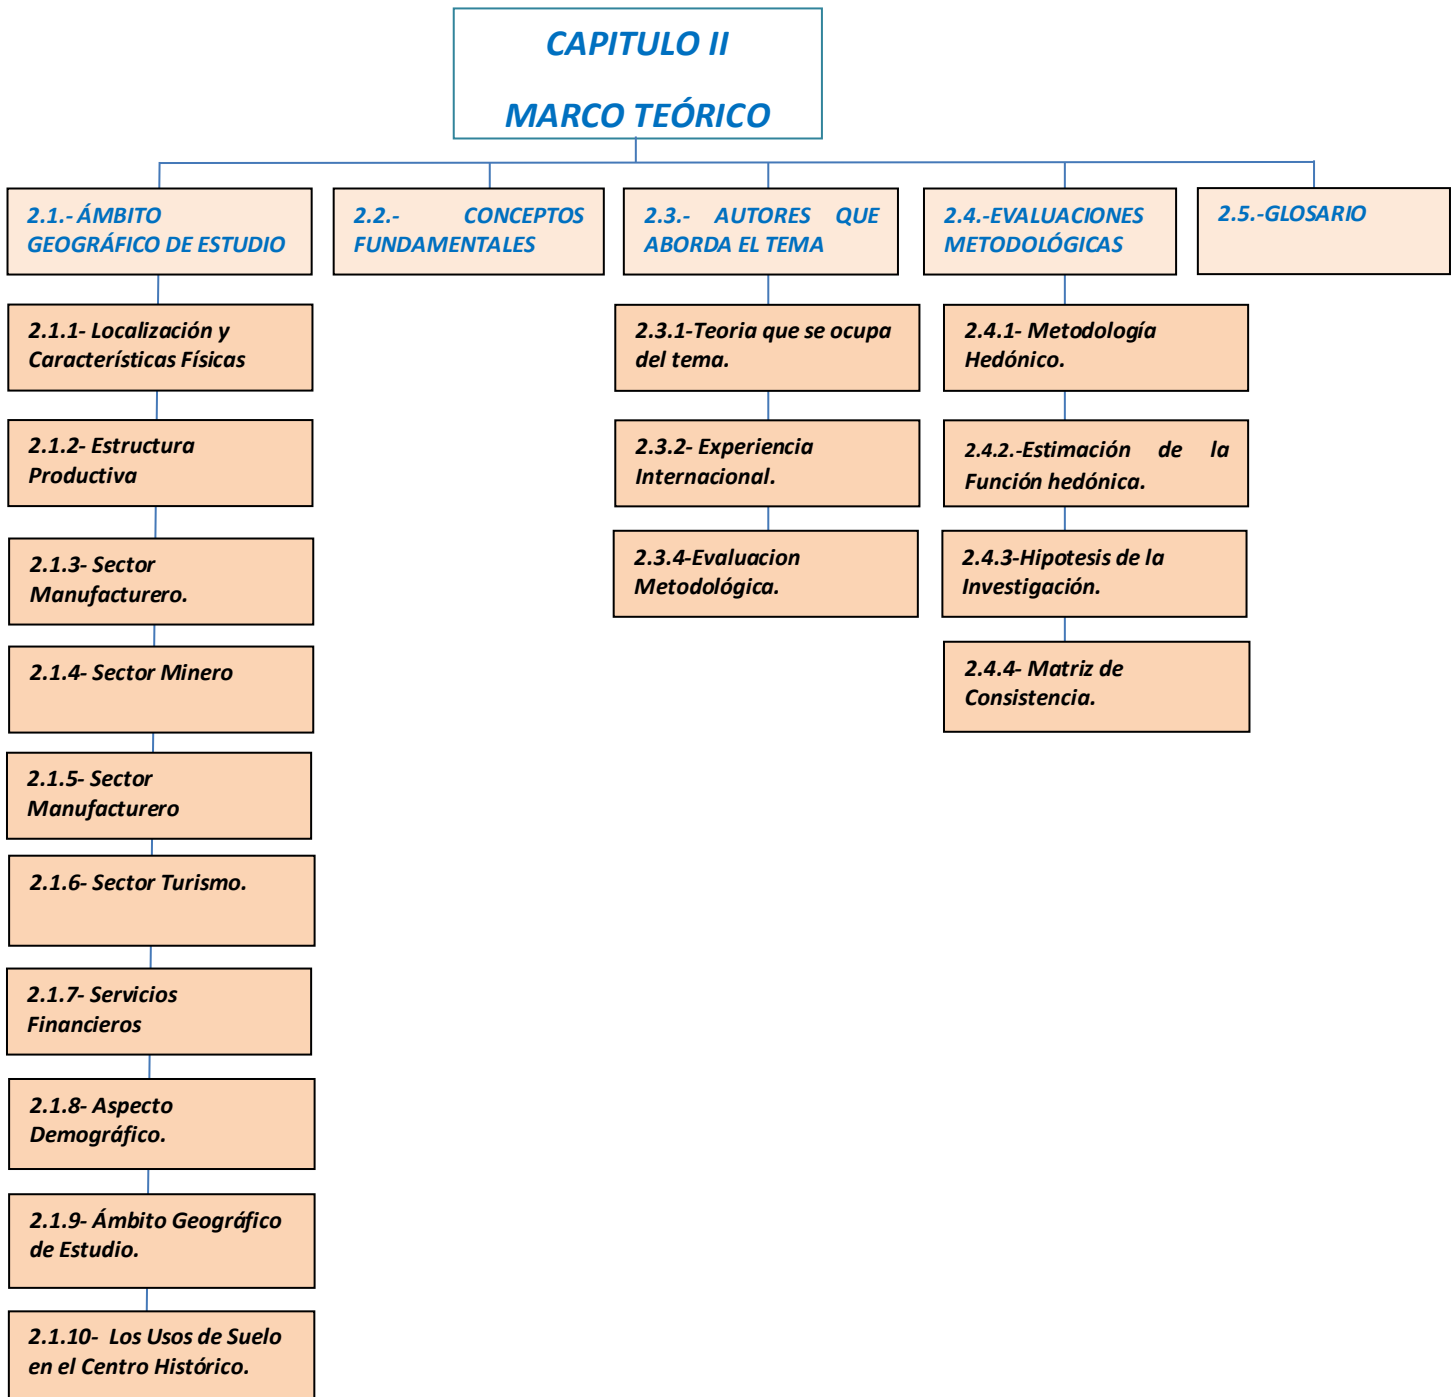 CAPITULO II
MARCO TEÓRICO
2.1.- ÁMBITO
GEOGRÁFICO DE ESTUDIO
2.2.- CONCEPTOS
FUNDAMENTALES
2.3.- AUTORES QUE
ABORDA EL TEMA
2.4.-EVALUACIONES
METODOLÓGICAS
2.5.-GLOSARIO
2.1.1- Localización y
Características Físicas
2.1.2- Estructura
Productiva
2.1.3- Sector
Manufacturero.
2.1.4- Sector Minero
2.1.5- Sector
Manufacturero
2.1.6- Sector Turismo.
2.1.7- Servicios
Financieros
2.1.8- Aspecto
Demográfico.
2.1.9- Ámbito Geográfico
de Estudio.
2.1.10- Los Usos de Suelo
en el Centro Histórico.
2.3.1-Teoria que se ocupa
del tema.
2.3.2- Experiencia
Internacional.
2.3.4-Evaluacion
Metodológica.
2.4.1- Metodología
Hedónico.
2.4.2.-Estimación de la
Función hedónica.
2.4.3-Hipotesis de la
Investigación.
2.4.4- Matriz de
Consistencia.